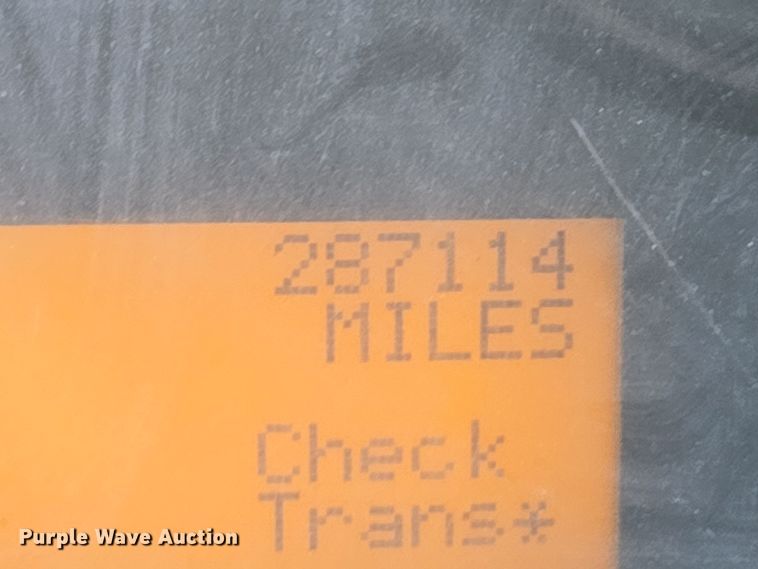 287114
MILES
Check
Trans*
Purple Wave Auction